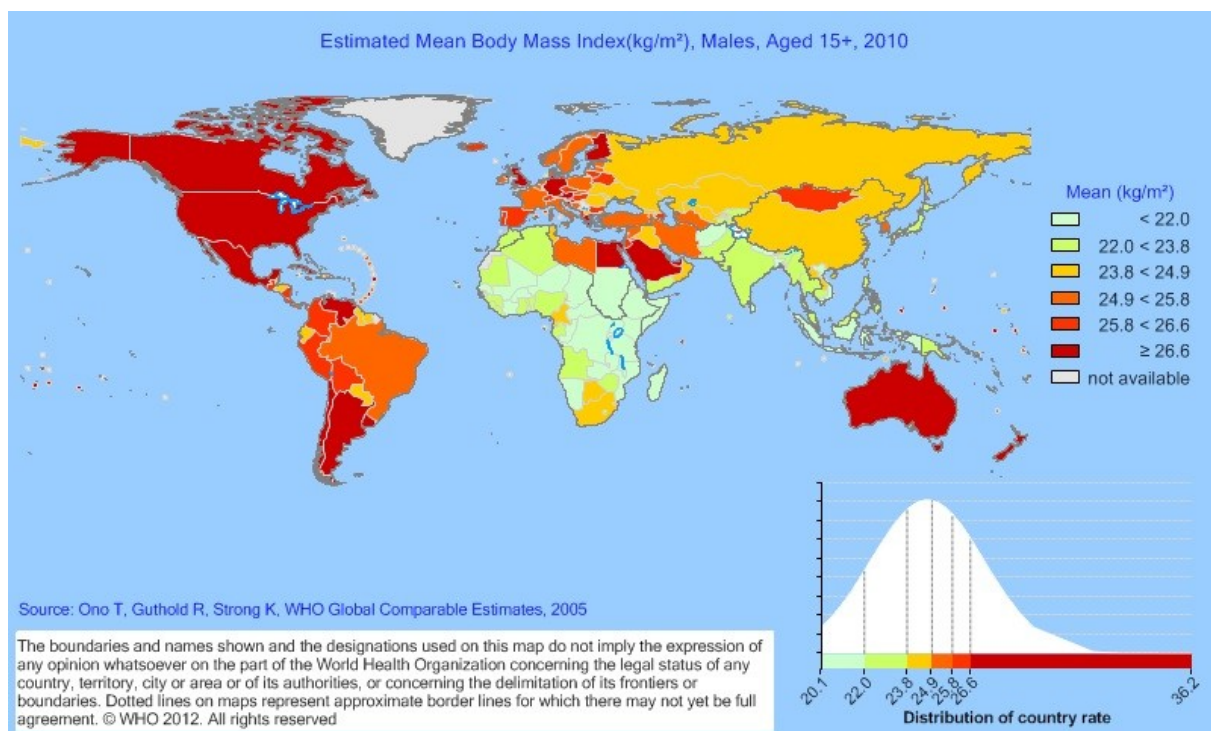 Estimated Mean Body Mass Index(kg/m²), Males, Aged 15+, 2010
Mean (kg/m²)
< 22.0
22.0 < 23.8
23.8 < 24.9
24.9 < 25.8
25.8 < 26.6
≥ 26.6
not available
Source: Ono T, Guthold R, Strong K, WHO Global Comparable Estimates, 2005
The boundaries and names shown and the designations used on this map do not imply the expression of
any opinion whatsoever on the part of the World Health Organization concerning the legal status of any
country, territory, city or area or of its authorities, or concerning the delimitation of its frontiers or
boundaries. Dotted lines on maps represent approximate border lines for which there may not yet be full
agreement. © WHO 2012. All rights reserved
20.1 22.0 23.8 24.9 25.8 26.6 36.2
Distribution of country rate